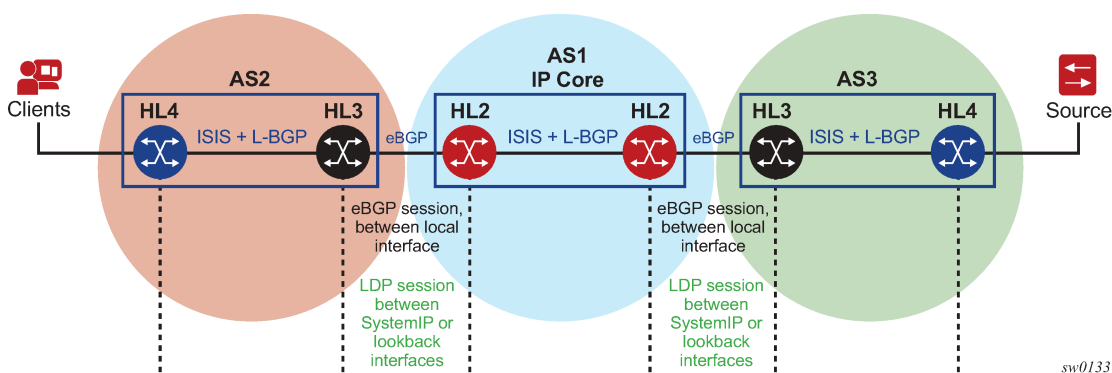 AS1
IP Core
AS2
AS3
Clients
Source
HL4
HL3
HL2
HL2
HL3
HL4
ISIS + L-BGP
eBGP
ISIS + L-BGP
eBGP
ISIS + L-BGP
eBGP session,
between local
interface
eBGP session,
between local
interface
LDP session
between
SystemIP or
lookback
interfaces
LDP session
between
SystemIP or
lookback
interfaces
sw0133